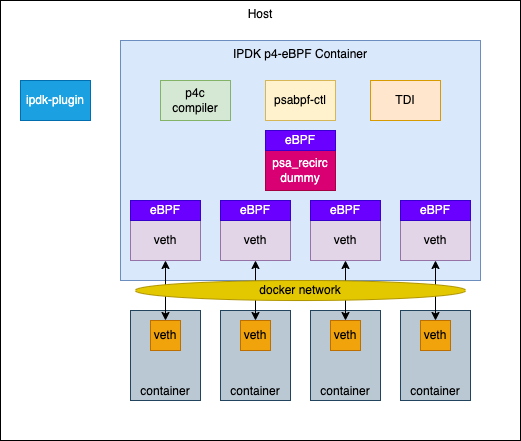 Host
IPDK p4-eBPF Container
ipdk-plugin
p4c
compiler
psabpf-ctl
TDI
eBPF
psa_recirc
dummy
eBPF
eBPF
eBPF
eBPF
veth
veth
veth
veth
docker network
veth
veth
veth
veth
container
container
container
container